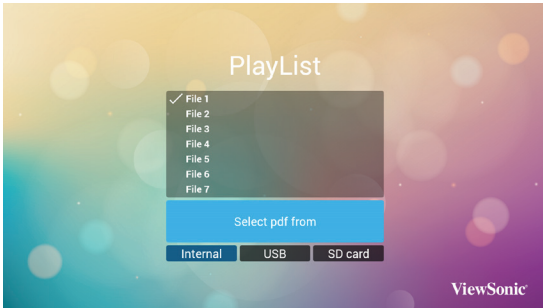 PlayList
File 1
File 2
File 3
File 4
File 5
File 6
File 7
Select pdf from
Internal USB SD card
ViewSonic